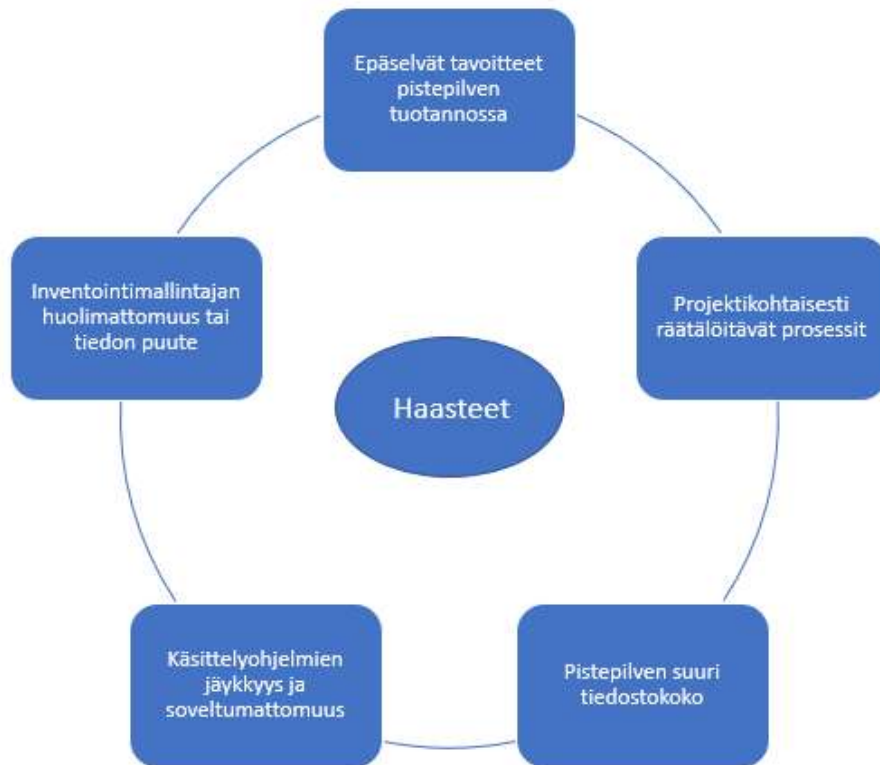 Epäselvät tavoitteet
pistepilven
tuotannossa
Projektikohtaisesti
räätälöitävät prosessit
Pistepilven suuri
tiedostokoko
Käsittelyohjelmien
jäykkyys ja
soveltumattomuus
Inventointimallintajan
huolimattomuus tai
tiedon puute
Haasteet